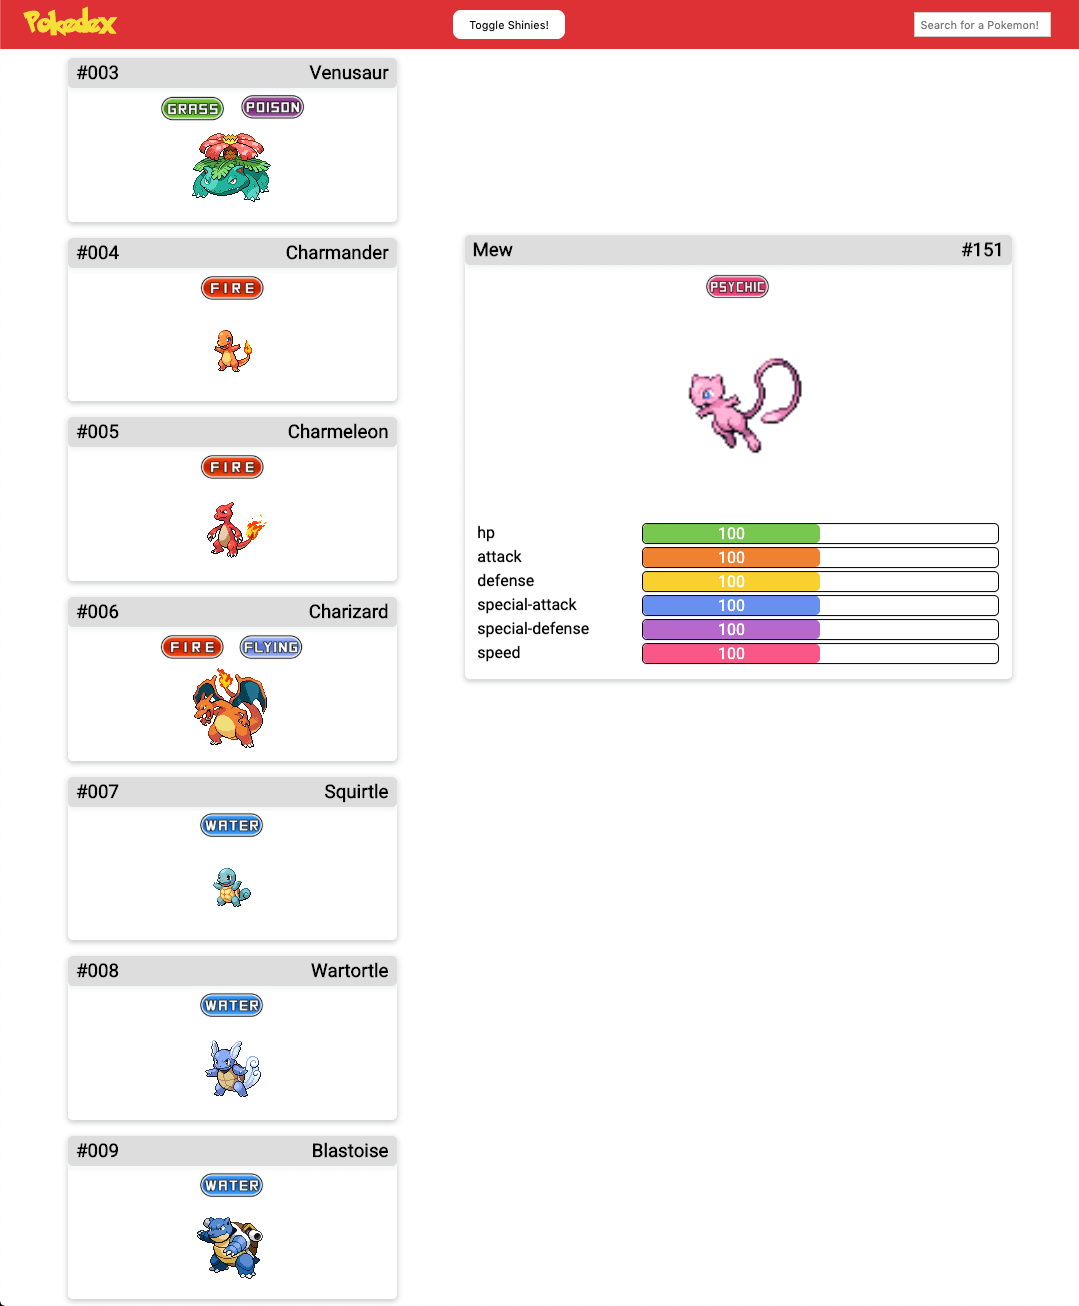 Pokedex
Toggle Shinies!
Search for a Pokemon!
#003 Venusaur
GRASS POISON
#004 Charmander
FIRE
#005 Charmeleon
FIRE
#006 Charizard
FIRE FLYING
#007 Squirtle
WATER
#008 Wartortle
WATER
#009 Blastoise
WATER
Mew #151
PSYCHIC
hp 100
attack 100
defense 100
special-attack 100
special-defense 100
speed 100